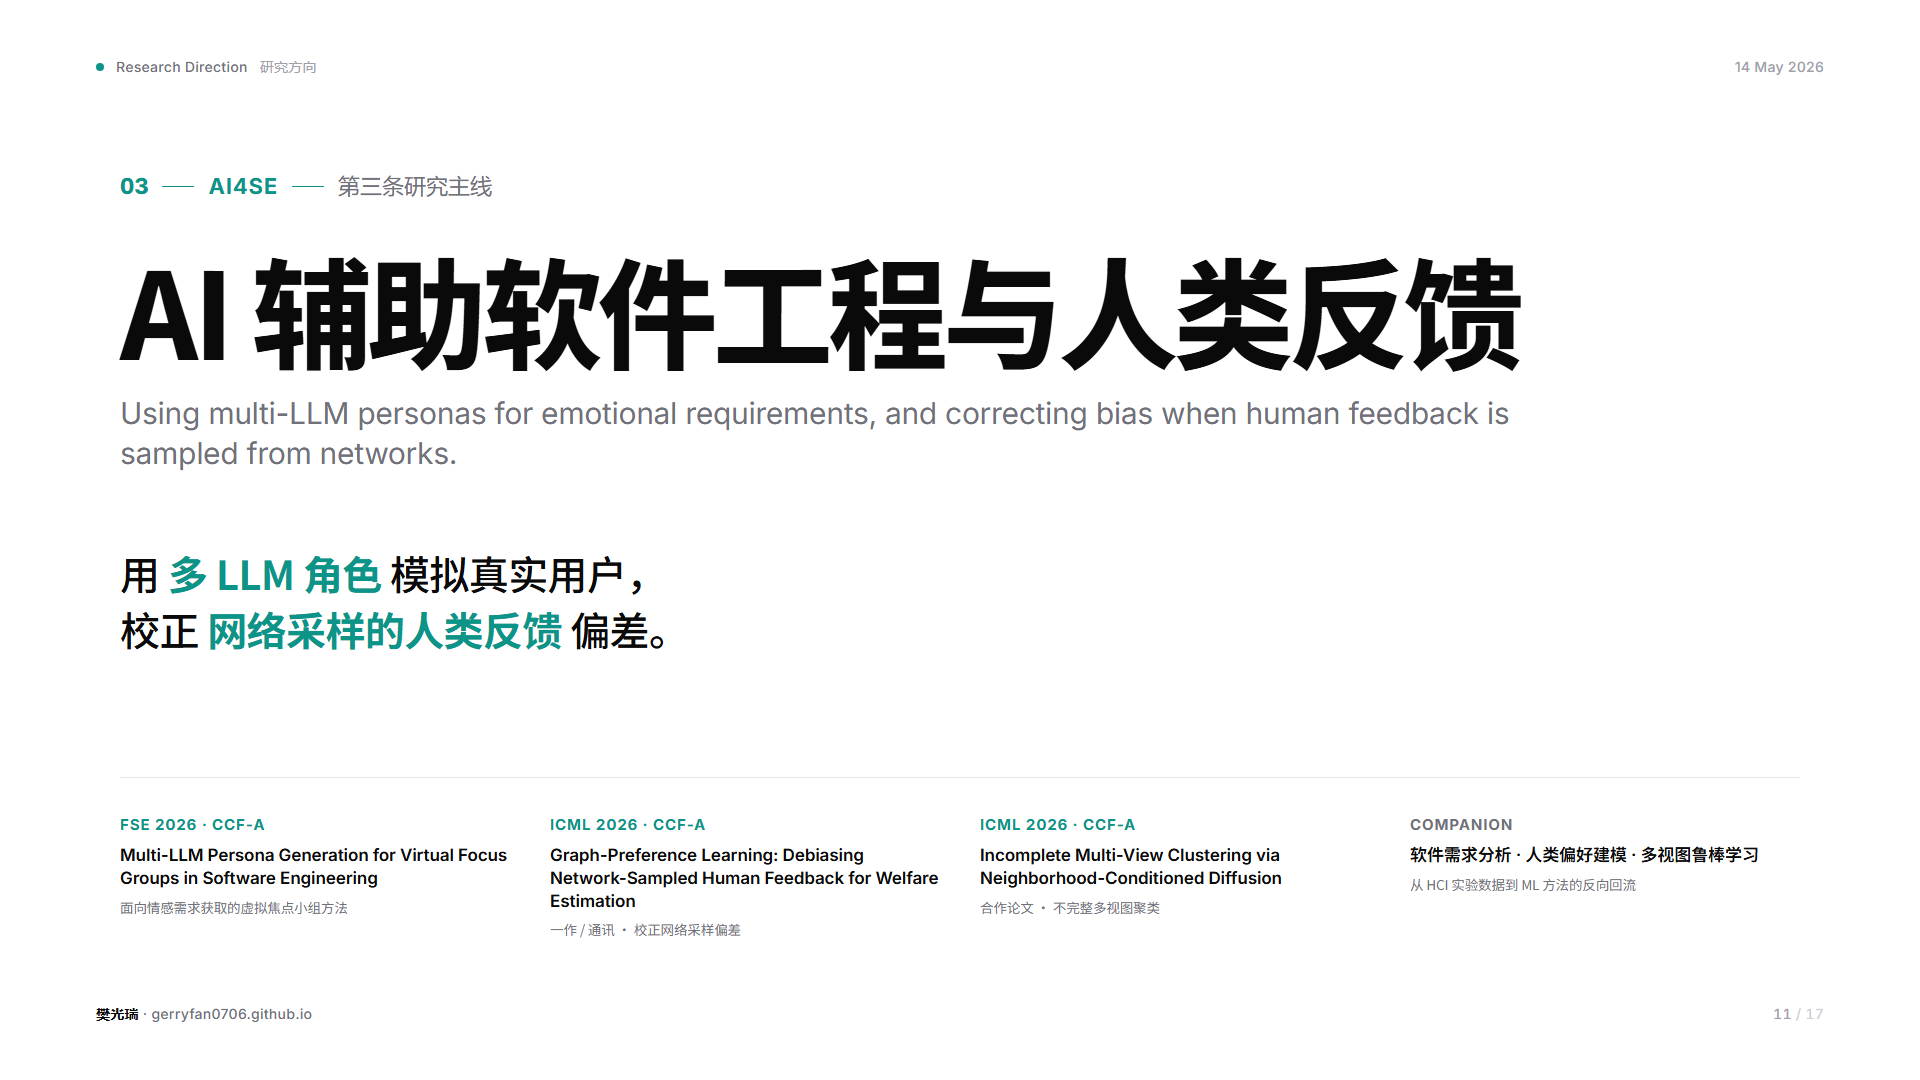 Research Direction 研究方向
14 May 2026
03 — AI4SE — 第三条研究主线
AI 辅助软件工程与人类反馈
Using multi-LLM personas for emotional requirements, and correcting bias when human feedback is
sampled from networks.
用 多 LLM 角色 模拟真实用户，
校正 网络采样的人类反馈 偏差。
FSE 2026 · CCF-A
Multi-LLM Persona Generation for Virtual Focus
Groups in Software Engineering
面向情感需求获取的虚拟焦点小组方法
ICML 2026 · CCF-A
Graph-Preference Learning: Debiasing
Network-Sampled Human Feedback for Welfare
Estimation
一作 / 通讯 · 校正网络采样偏差
ICML 2026 · CCF-A
Incomplete Multi-View Clustering via
Neighborhood-Conditioned Diffusion
合作论文 · 不完整多视图聚类
COMPANION
软件需求分析 · 人类偏好建模 · 多视图鲁棒学习
从 HCI 实验数据到 ML 方法的反向回流
樊光瑞 · gerryfan0706.github.io
11 / 17